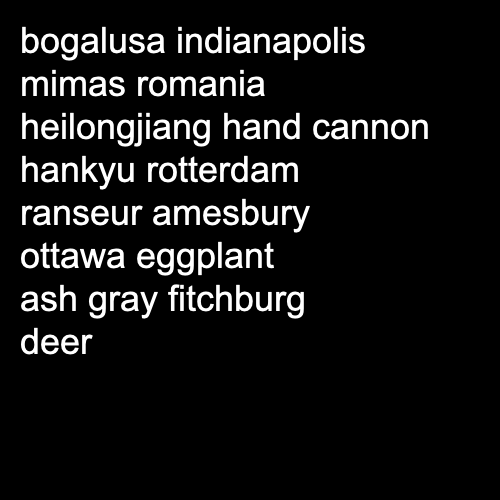 bogalusa indianapolis
mimas romania
heilongjiang hand cannon
hankyu rotterdam
ranseur amesbury
ottawa eggplant
ash gray fitchburg
deer